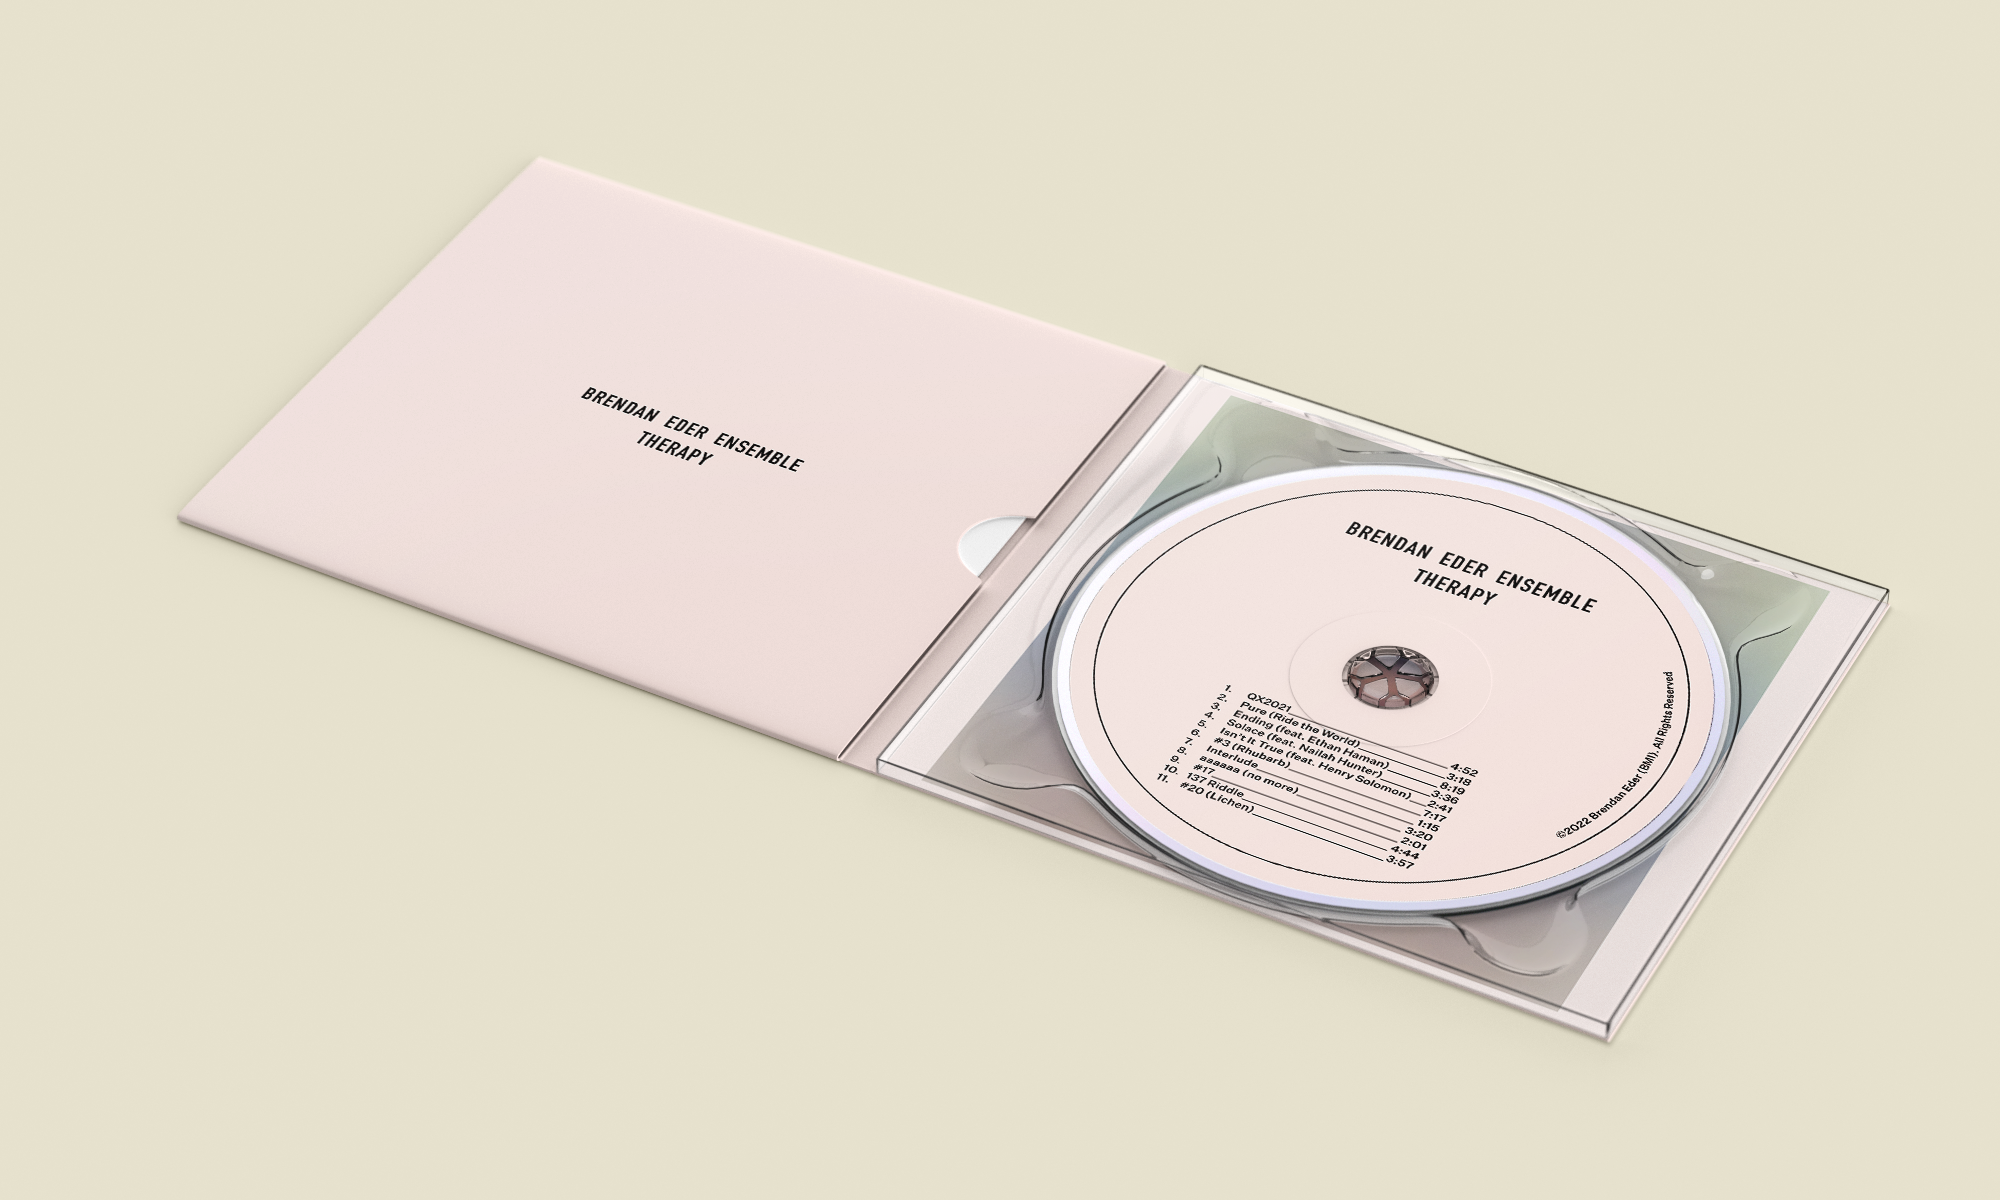 BRENDAN EDER ENSEMBLE
THERAPY
BRENDAN EDER ENSEMBLE
THERAPY
1. QX2021 4:52
2. Pure (Ride the World) 3:18
3. Ending (feat. Ethan Haman) 8:19
4. Solace (feat. Nailah Hunter) 3:36
5. Isn't It True (feat. Henry Solomon) 2:41
6. #3 (Rhubarb) 7:17
7. Interlude 1:15
8. aaaaaa (no more) 3:20
9. #17 2:01
10. 137 Riddle 4:44
11. #20 (Lichen) 3:57
©2022 Brendan Eder (BMI). All Rights Reserved